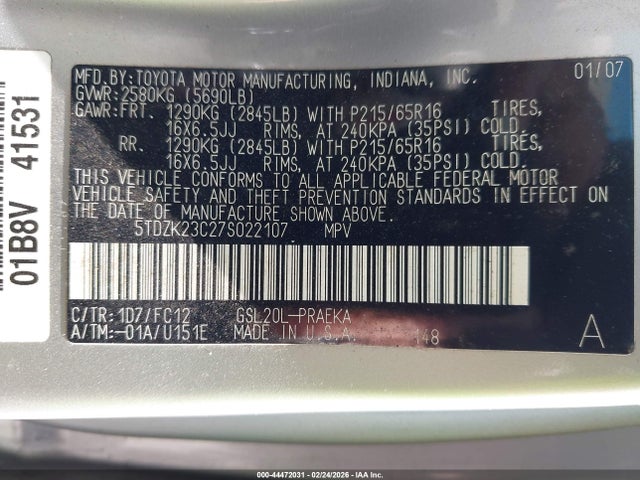 MFD.BY:TOYOTA MOTOR MANUFACTURING, INDIANA, INC. 01/07
GVWR:2580KG (5690LB)
GAWR:FRT. 1290KG (2845LB) WITH P215/65R16 TIRES,
16X6.5JJ RIMS, AT 240KPA (35PSI) COLD.
RR. 1290KG (2845LB) WITH P215/65R16 TIRES,
16X6.5JJ RIMS, AT 240KPA (35PSI) COLD.
THIS VEHICLE CONFORMS TO ALL APPLICABLE FEDERAL MOTOR
VEHICLE SAFETY AND THEFT PREVENTION STANDARDS IN EFFECT ON
THE DATE OF MANUFACTURE SHOWN ABOVE.
5TDZK23C27S022107 MPV
C/TR:1D7/FC12 GSL20L-PRAEKA
A/TM:-01A/U151E MADE IN U.S.A. 148 A
01B8V 41531
000-44472031 - 02/24/2026 - IAA Inc.